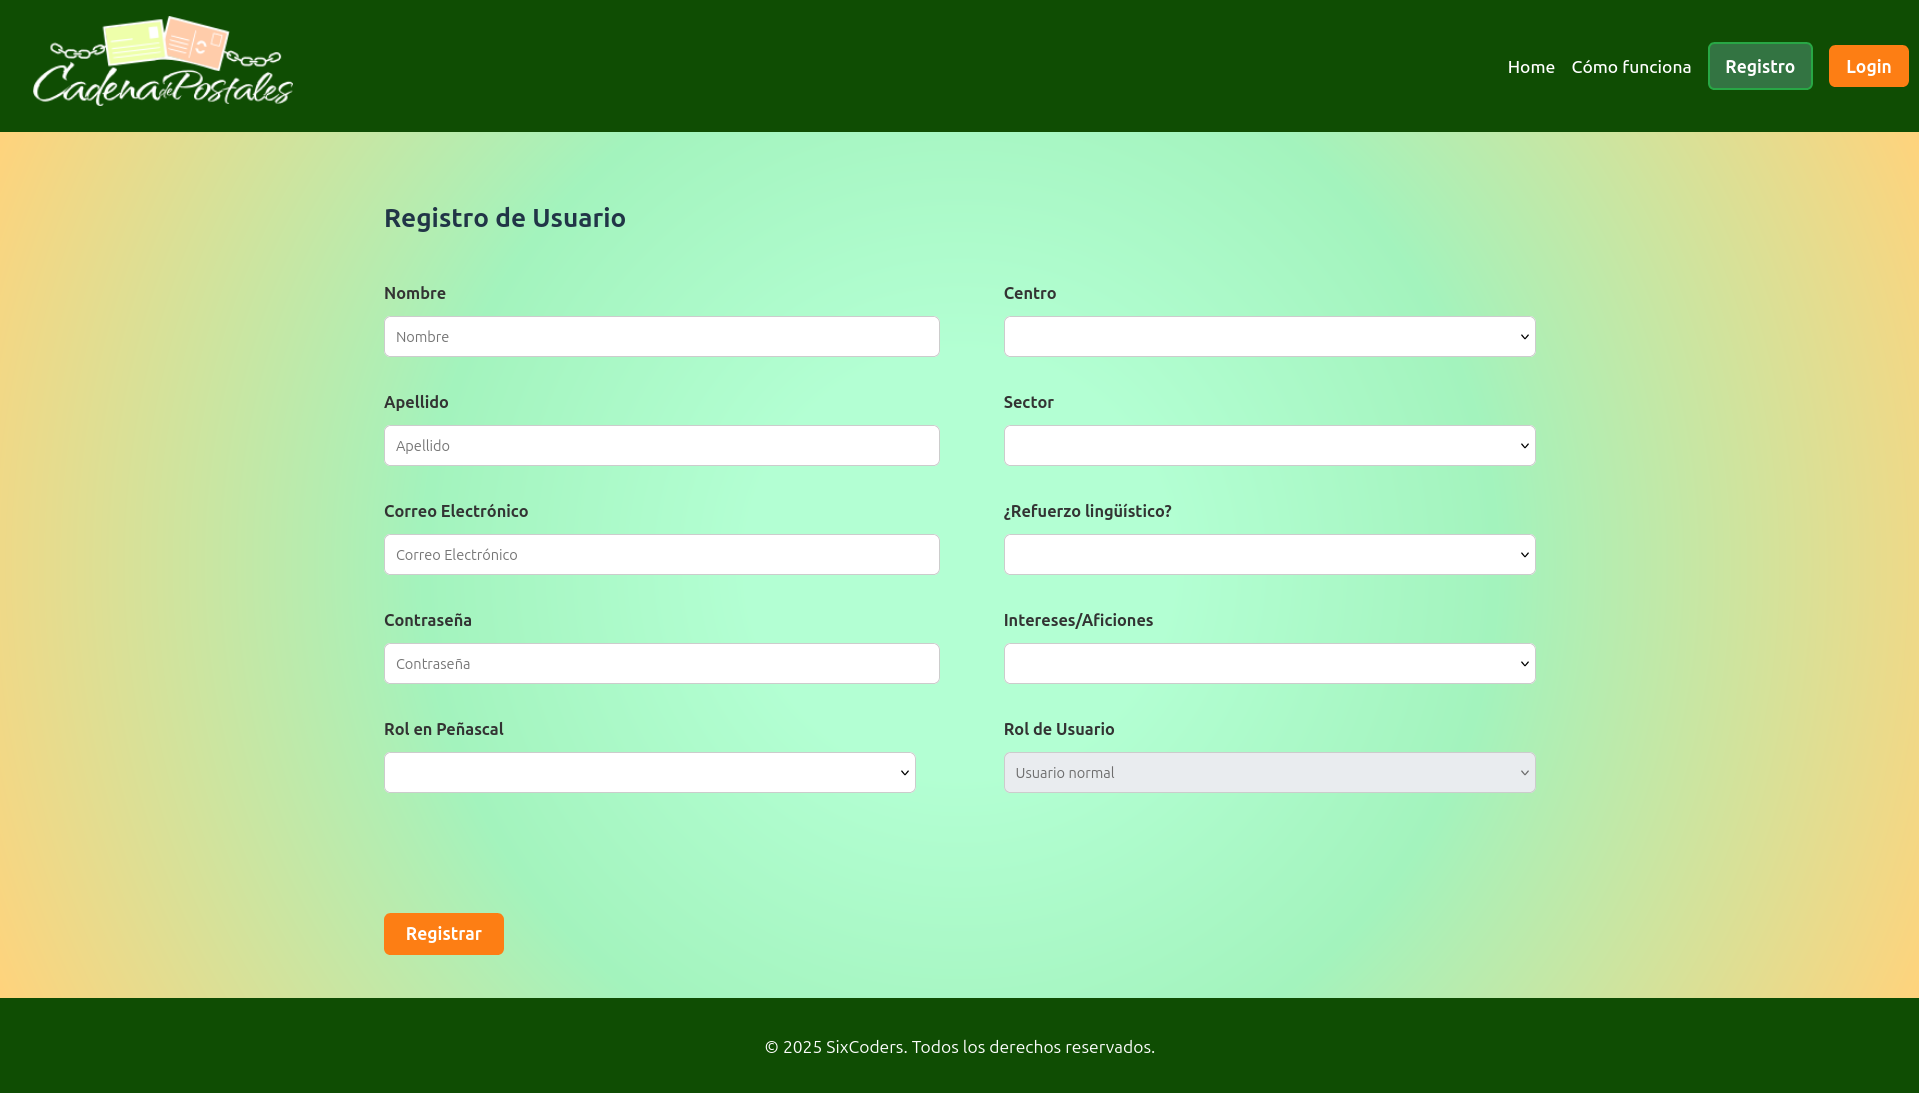 Cadena de Postales
Home
Cómo funciona
Registro
Login
Registro de Usuario
Nombre
Nombre
Apellido
Apellido
Correo Electrónico
Correo Electrónico
Contraseña
Contraseña
Rol en Peñascal
Centro
Sector
¿Refuerzo lingüístico?
Intereses/Aficiones
Rol de Usuario
Usuario normal
Registrar
© 2025 SixCoders. Todos los derechos reservados.